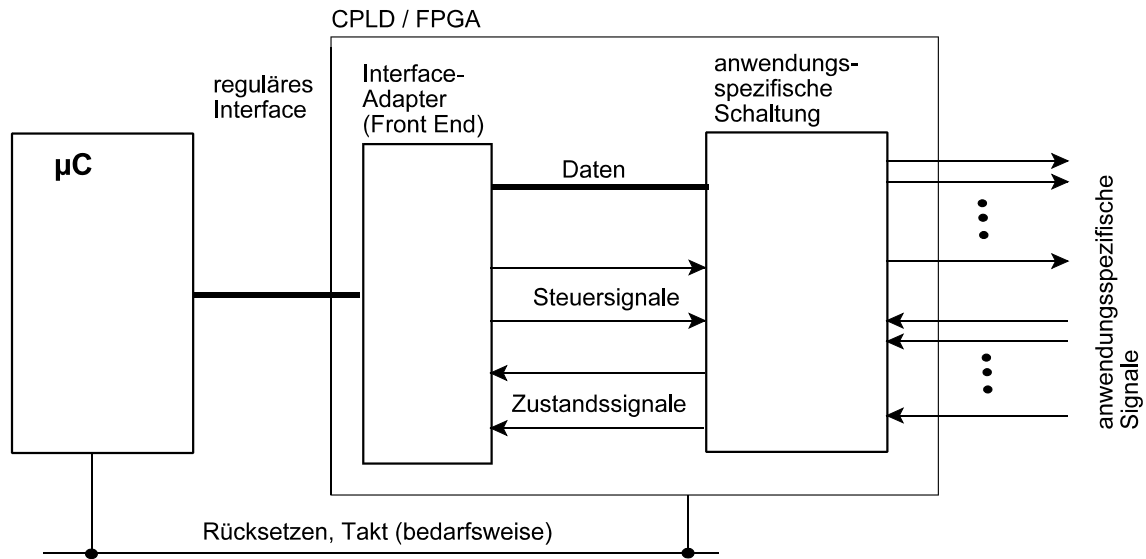 CPLD / FPGA
reguläres
Interface
Interface-
Adapter
(Front End)
anwendungs-
spezifische
Schaltung
µC
Daten
Steuersignale
Zustandssignale
anwendungsspezifische
Signale
Rücksetzen, Takt (bedarfsweise)